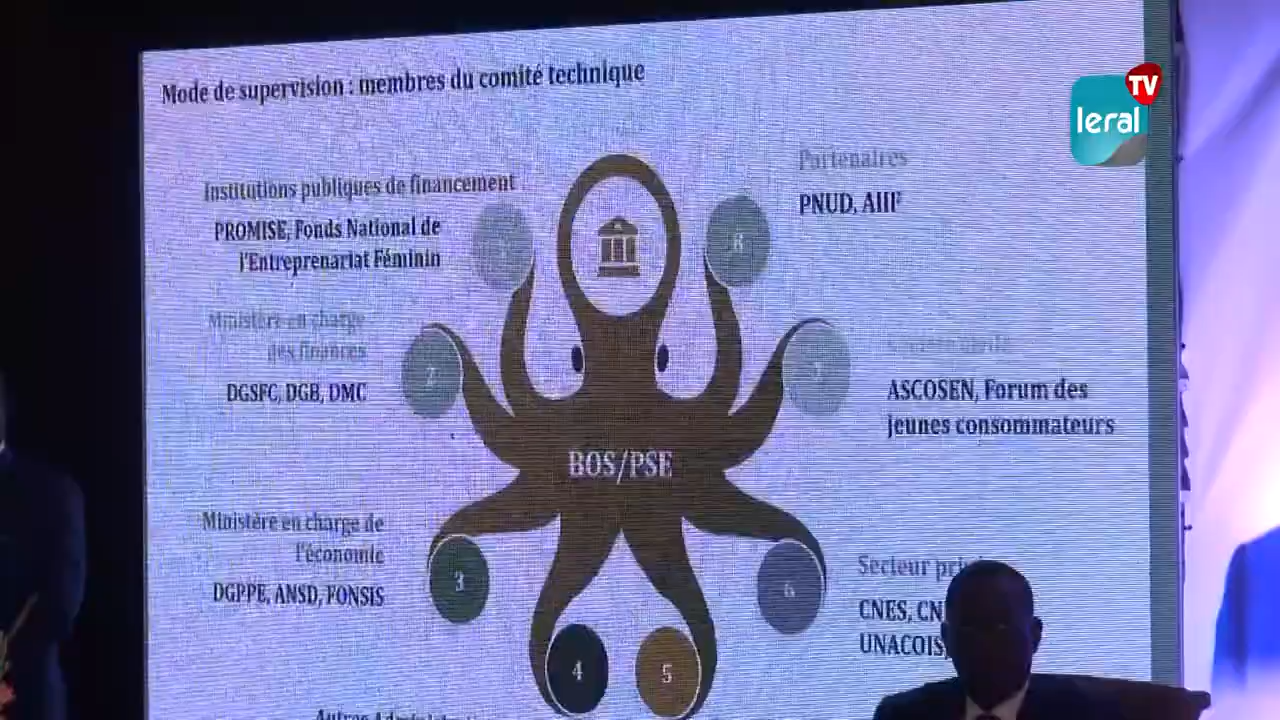 Mode de supervision : membres du comité technique
TV
leral
Institutions publiques de financement
PROMISE, Fonds National de
l'Entreprenariat Féminin
Ministère en charge
des finances
DGSFC, DGB, DMC
Ministère en charge de
l'économie
DGPPE, ANSD, FONSIS
Partenaires
PNUD,
ASCOSEN, Forum des
jeunes consommateurs
Secteur
CNES,
UNACOIS,
BOS/PSE
2
3
4
5
6
7
8